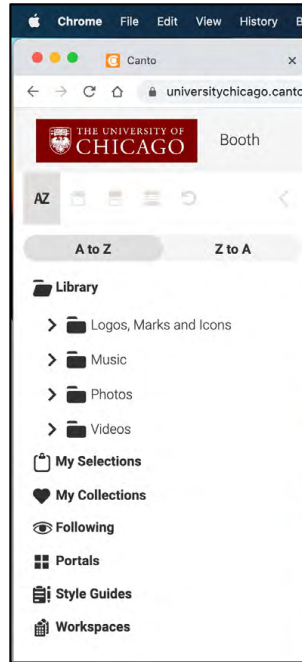 Chrome File Edit View History B
Canto ×
universitychicago.canto
THE UNIVERSITY OF
CHICAGO
Booth
AZ
A to Z Z to A
Library
Logos, Marks and Icons
Music
Photos
Videos
My Selections
My Collections
Following
Portals
Style Guides
Workspaces